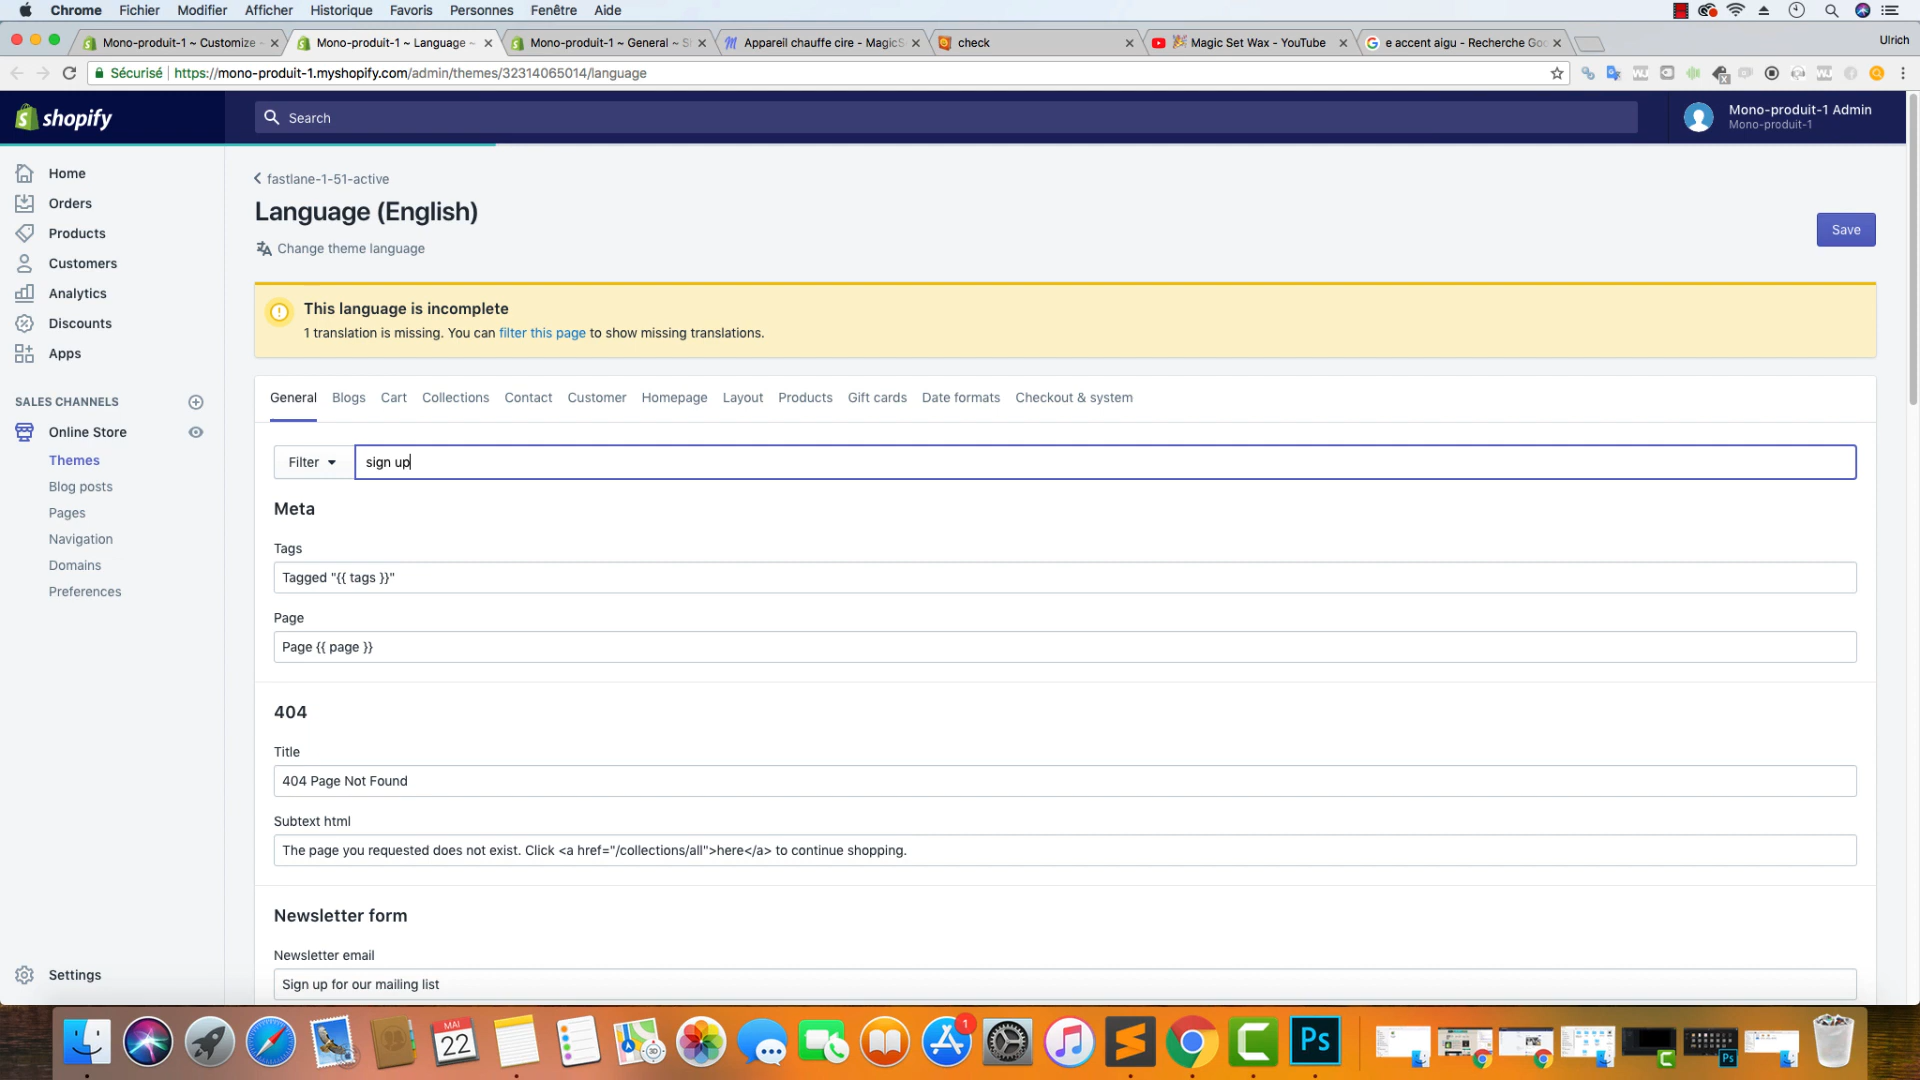 Chrome Fichier Modifier Afficher Historique Favoris Personnes Fenêtre Aide
Mono-produit-1 ~ Customize
Mono-produit-1 ~ Language ~
Mono-produit-1 ~ General ~ S
Appareil chauffe cire - MagicS
check
Magic Set Wax - YouTube
e accent aigu - Recherche Goo
Ulrich
Sécurisé https://mono-produit-1.myshopify.com/admin/themes/32314065014/language
shopify
Search
Mono-produit-1 Admin
Mono-produit-1
Home
Orders
Products
Customers
Analytics
Discounts
Apps
SALES CHANNELS
Online Store
Themes
Blog posts
Pages
Navigation
Domains
Preferences
Settings
fastlane-1-51-active
Language (English)
Change theme language
Save
This language is incomplete
1 translation is missing. You can filter this page to show missing translations.
General Blogs Cart Collections Contact Customer Homepage Layout Products Gift cards Date formats Checkout & system
Filter sign up
Meta
Tags
Tagged "{{ tags }}"
Page
Page {{ page }}
404
Title
404 Page Not Found
Subtext html
The page you requested does not exist. Click <a href="/collections/all">here</a> to continue shopping.
Newsletter form
Newsletter email
Sign up for our mailing list
MAI
22
3D
1
Ps